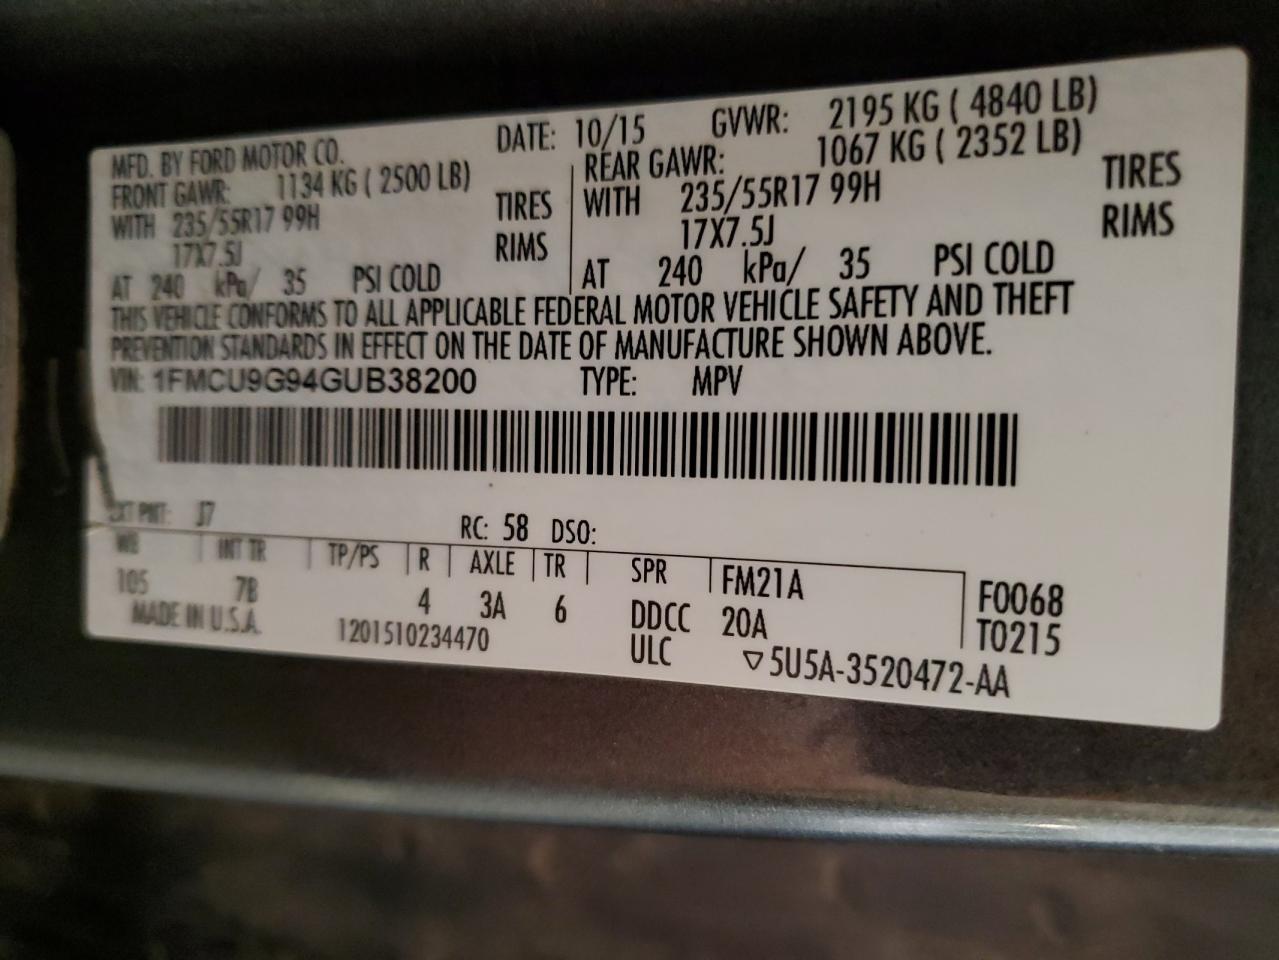 MFD. BY FORD MOTOR CO. DATE: 10/15 GVWR: 2195 KG ( 4840 LB)
FRONT GAWR: 1134 KG ( 2500 LB) REAR GAWR: 1067 KG ( 2352 LB)
WITH 235/55R17 99H TIRES WITH 235/55R17 99H TIRES
17X7.5J RIMS 17X7.5J RIMS
AT 240 kPa/ 35 PSI COLD AT 240 kPa/ 35 PSI COLD
THIS VEHICLE CONFORMS TO ALL APPLICABLE FEDERAL MOTOR VEHICLE SAFETY AND THEFT
PREVENTION STANDARDS IN EFFECT ON THE DATE OF MANUFACTURE SHOWN ABOVE.
VIN: 1FMCU9G94GUB38200 TYPE: MPV
EXT PNT: J7 RC: 58 DSO:
WB INT TR TP/PS R AXLE TR SPR FM21A F0068
105 7B 4 3A 6 DDCC 20A T0215
MADE IN U.S.A. 1201510234470 ULC ▽5U5A-3520472-AA